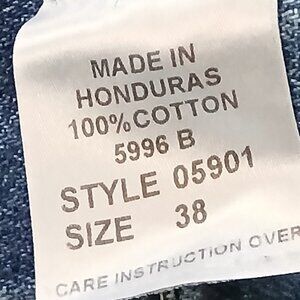 MADE IN
HONDURAS
100% COTTON
5996 B
STYLE 05901
SIZE 38
CARE INSTRUCTION OVER